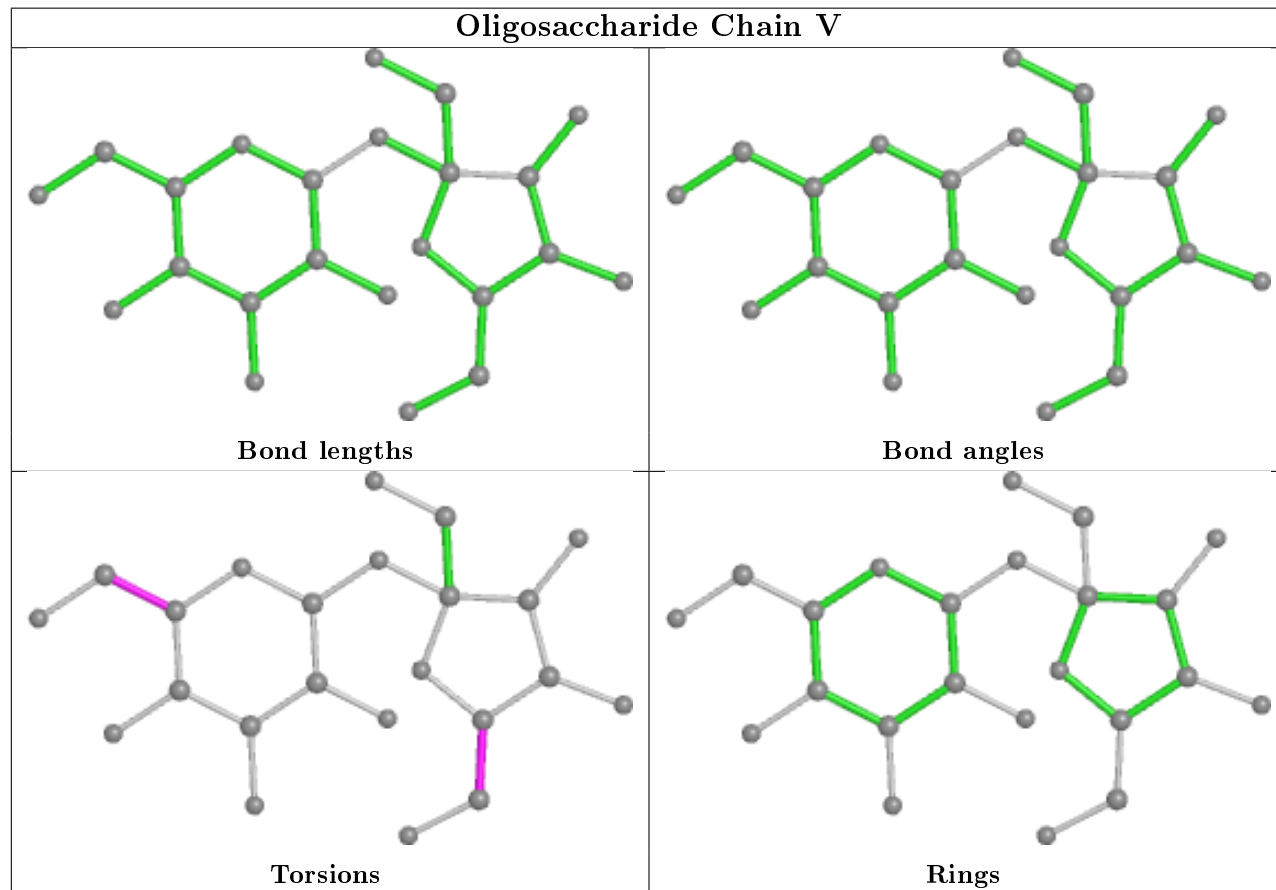 Oligosaccharide Chain V
Bond lengths
Bond angles
Torsions
Rings